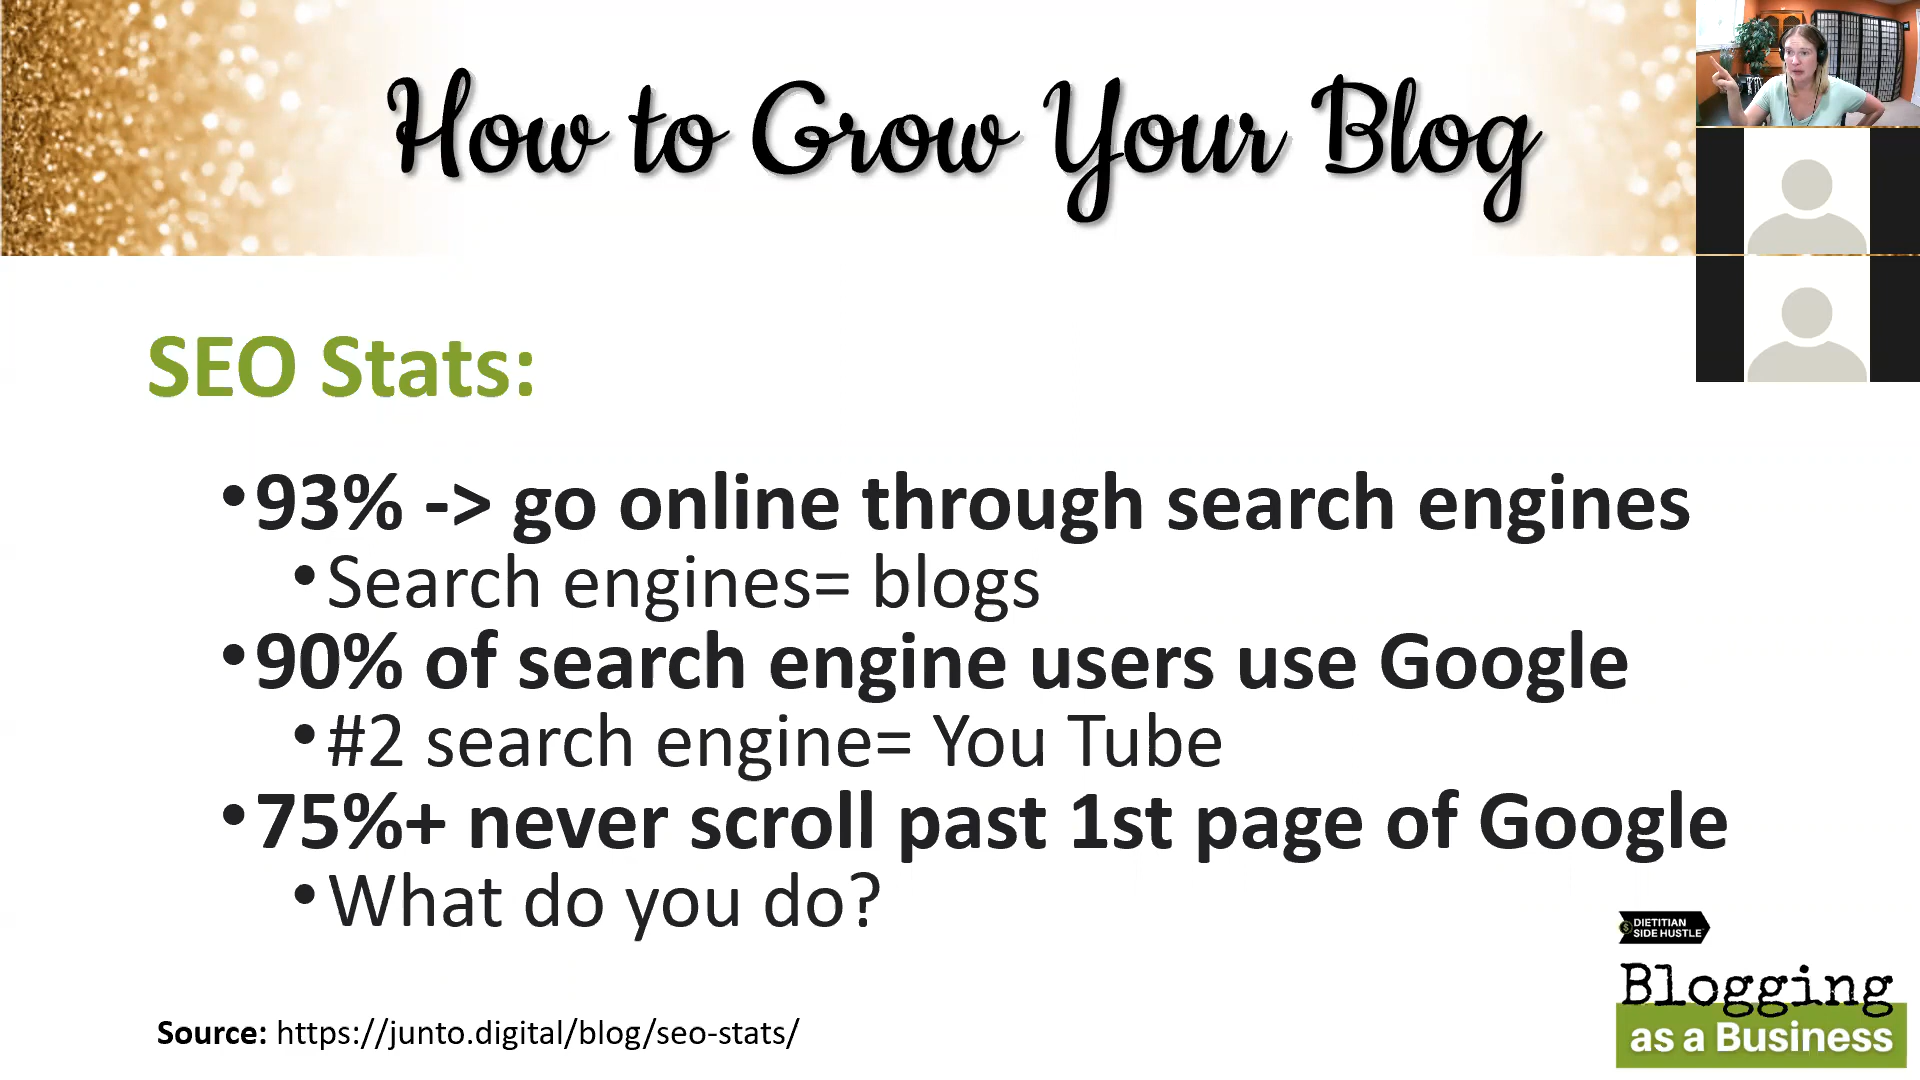 How to Grow Your Blog
SEO Stats:
•93% -> go online through search engines
•Search engines= blogs
•90% of search engine users use Google
•#2 search engine= You Tube
•75%+ never scroll past 1st page of Google
•What do you do?
Source: https://junto.digital/blog/seo-stats/
$ DIETITIAN
SIDE HUSTLE
Blogging
as a Business